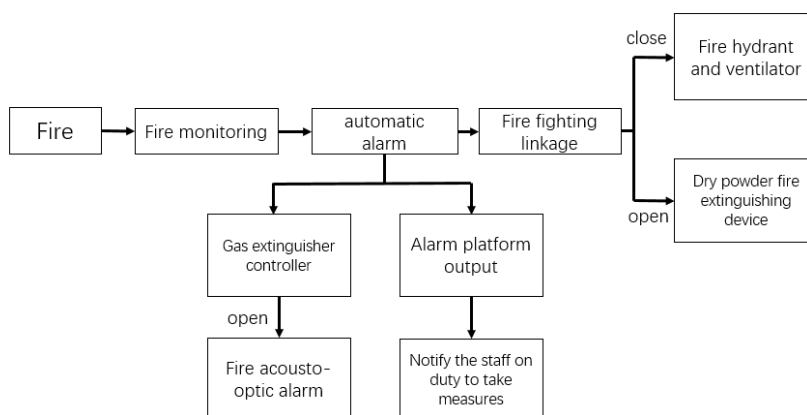 close
Fire hydrant
and ventilator
Fire
Fire monitoring
automatic
alarm
Fire fighting
linkage
open
Dry powder fire
extinguishing
device
Gas extinguisher
controller
Alarm platform
output
open
Fire acousto-
optic alarm
Notify the staff on
duty to take
measures